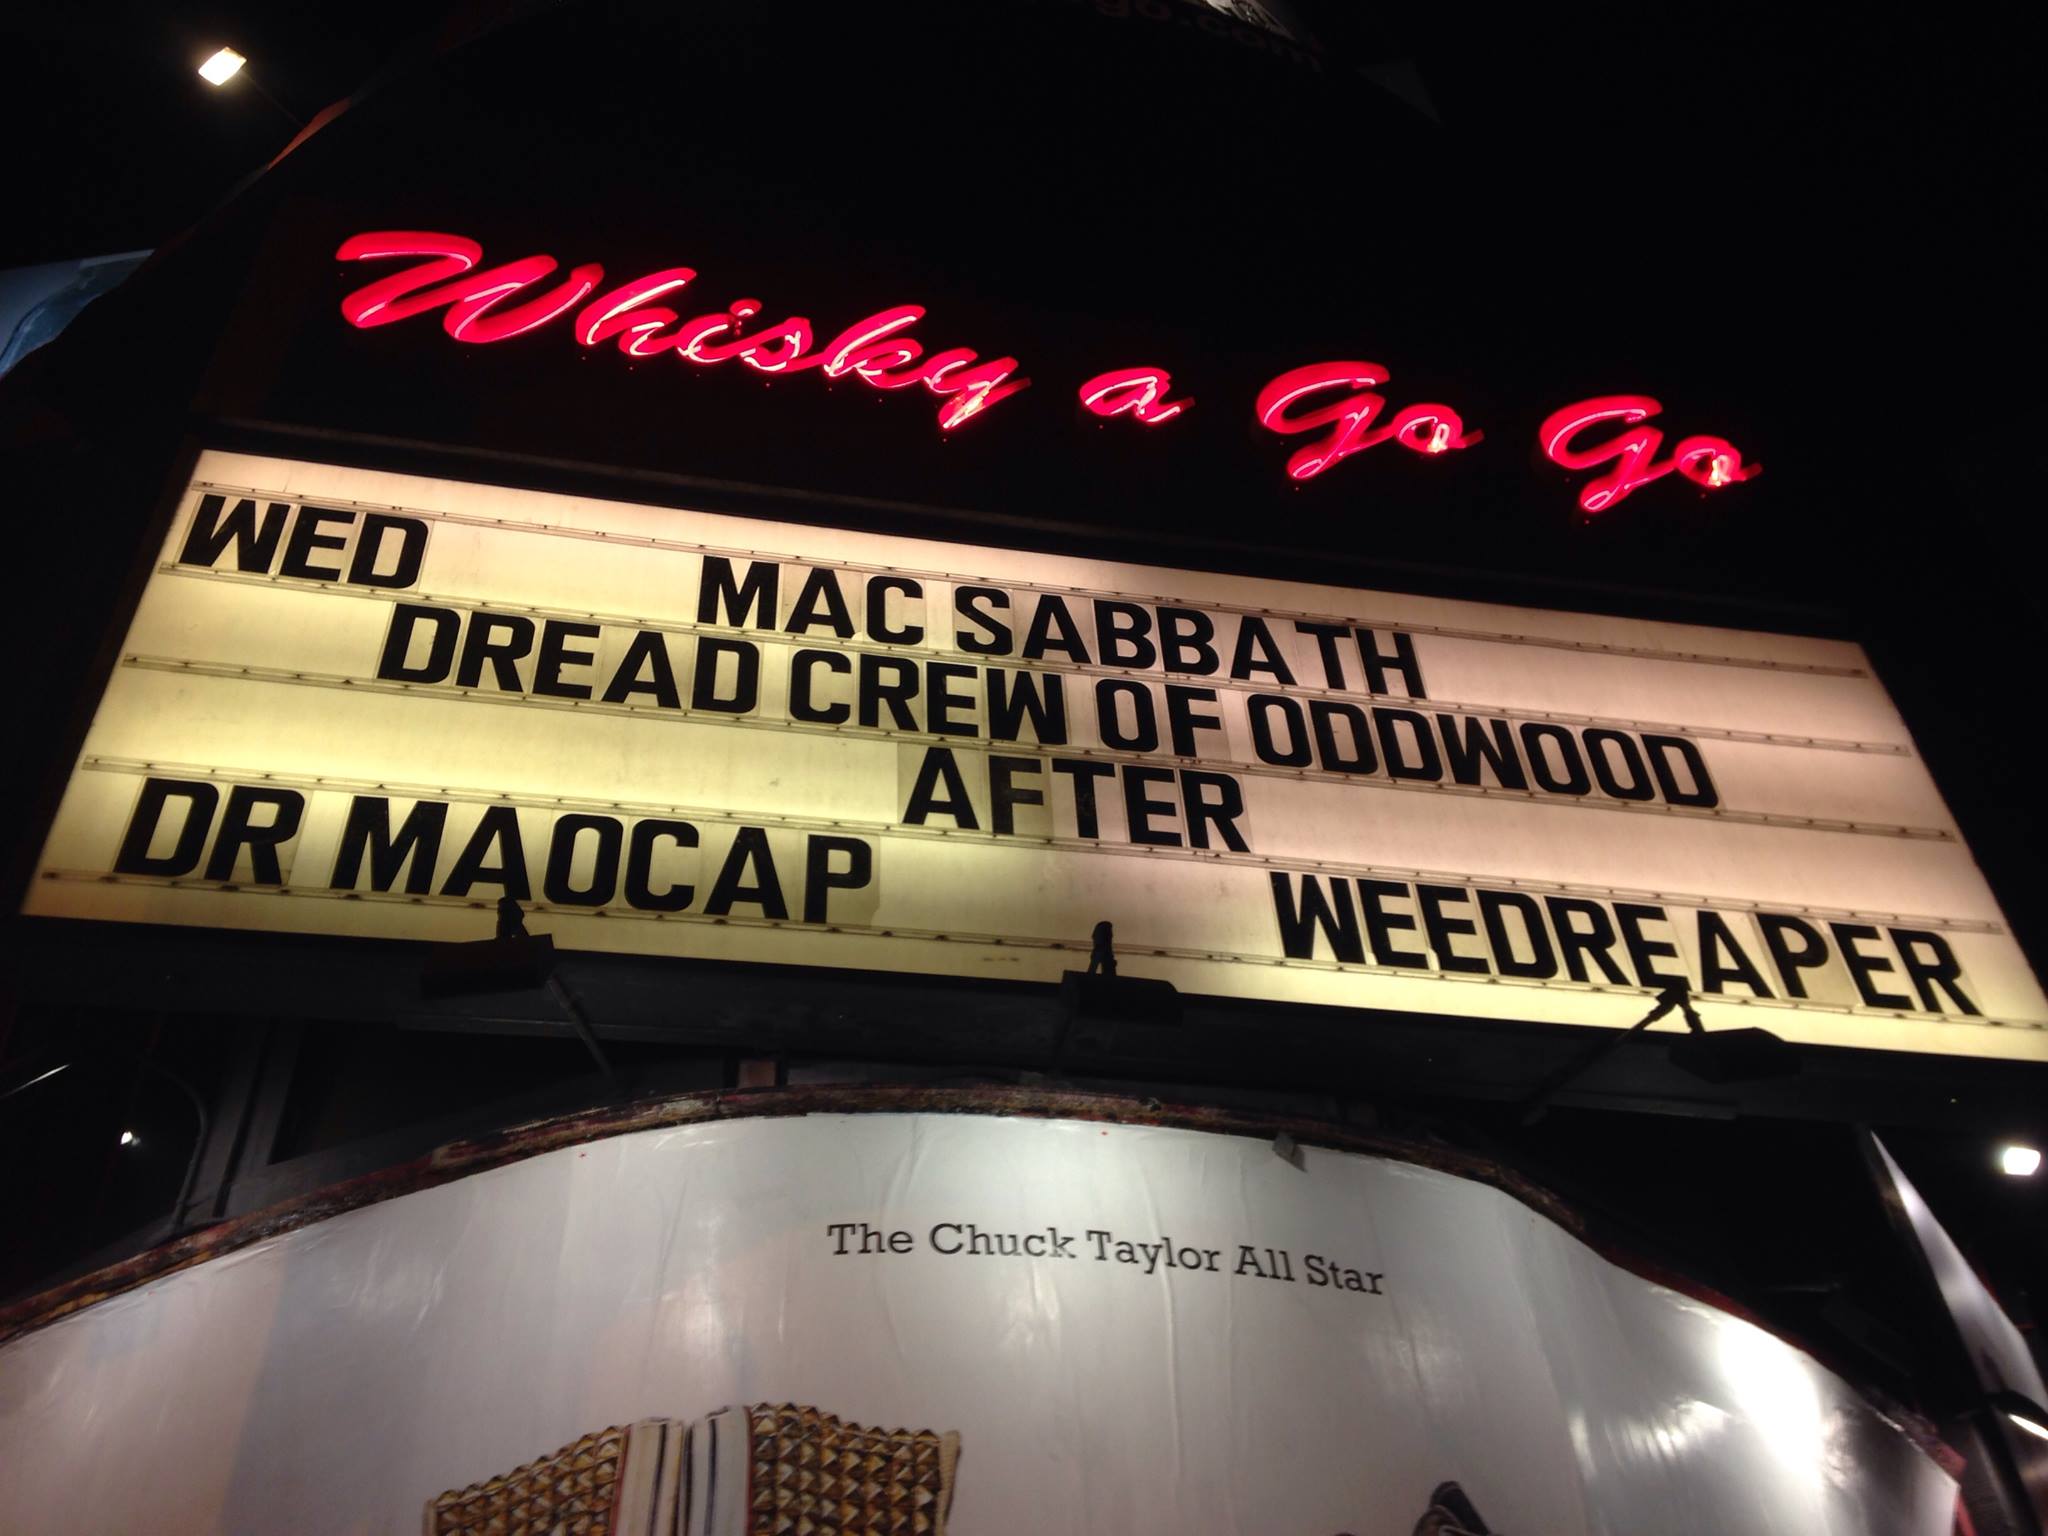 Whisky a Go Go
WED MAC SABBATH
DREAD CREW OF ODDWOOD
AFTER
DR MAOCAP WEEDREAPER
The Chuck Taylor All Star